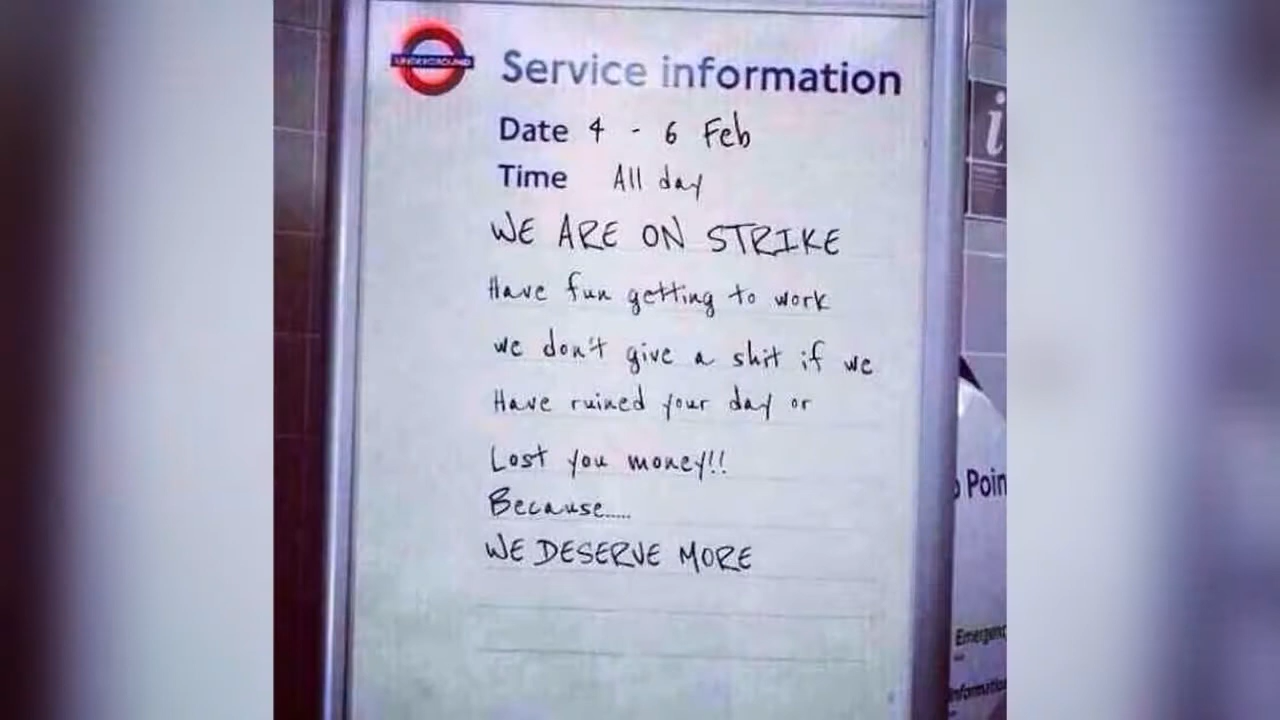 UNDERGROUND
Service information
Date 4 - 6 Feb
Time All day
WE ARE ON STRIKE
Have fun getting to work
we don't give a shit if we
Have ruined your day or
Lost you money!!
Because.....
WE DESERVE MORE
i
Poin
Emergenc
Informatio